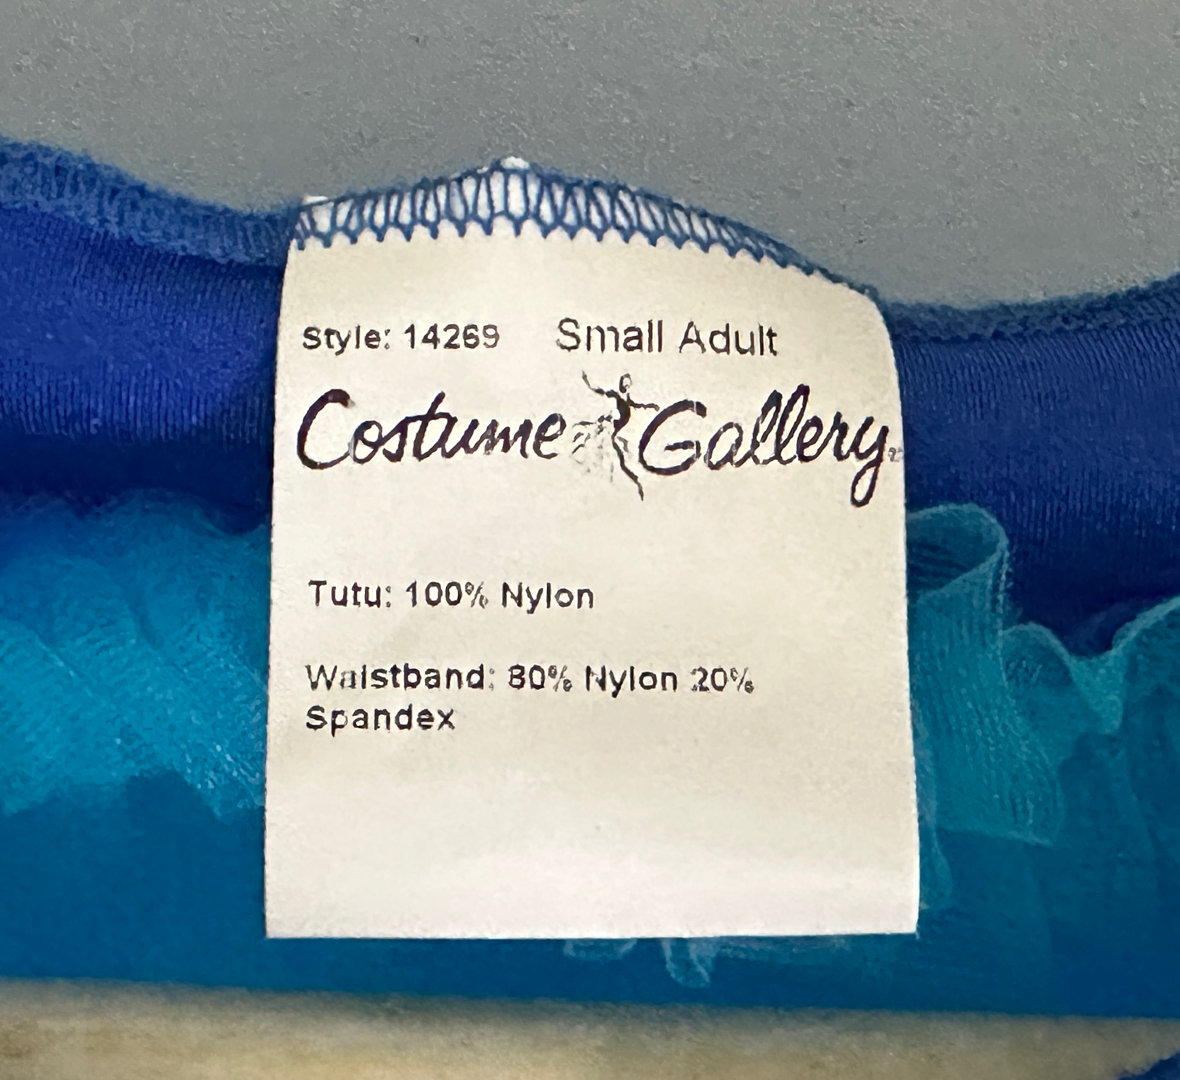 Style: 14269 Small Adult
Costume Gallery
Tutu: 100% Nylon
Waistband: 80% Nylon 20%
Spandex